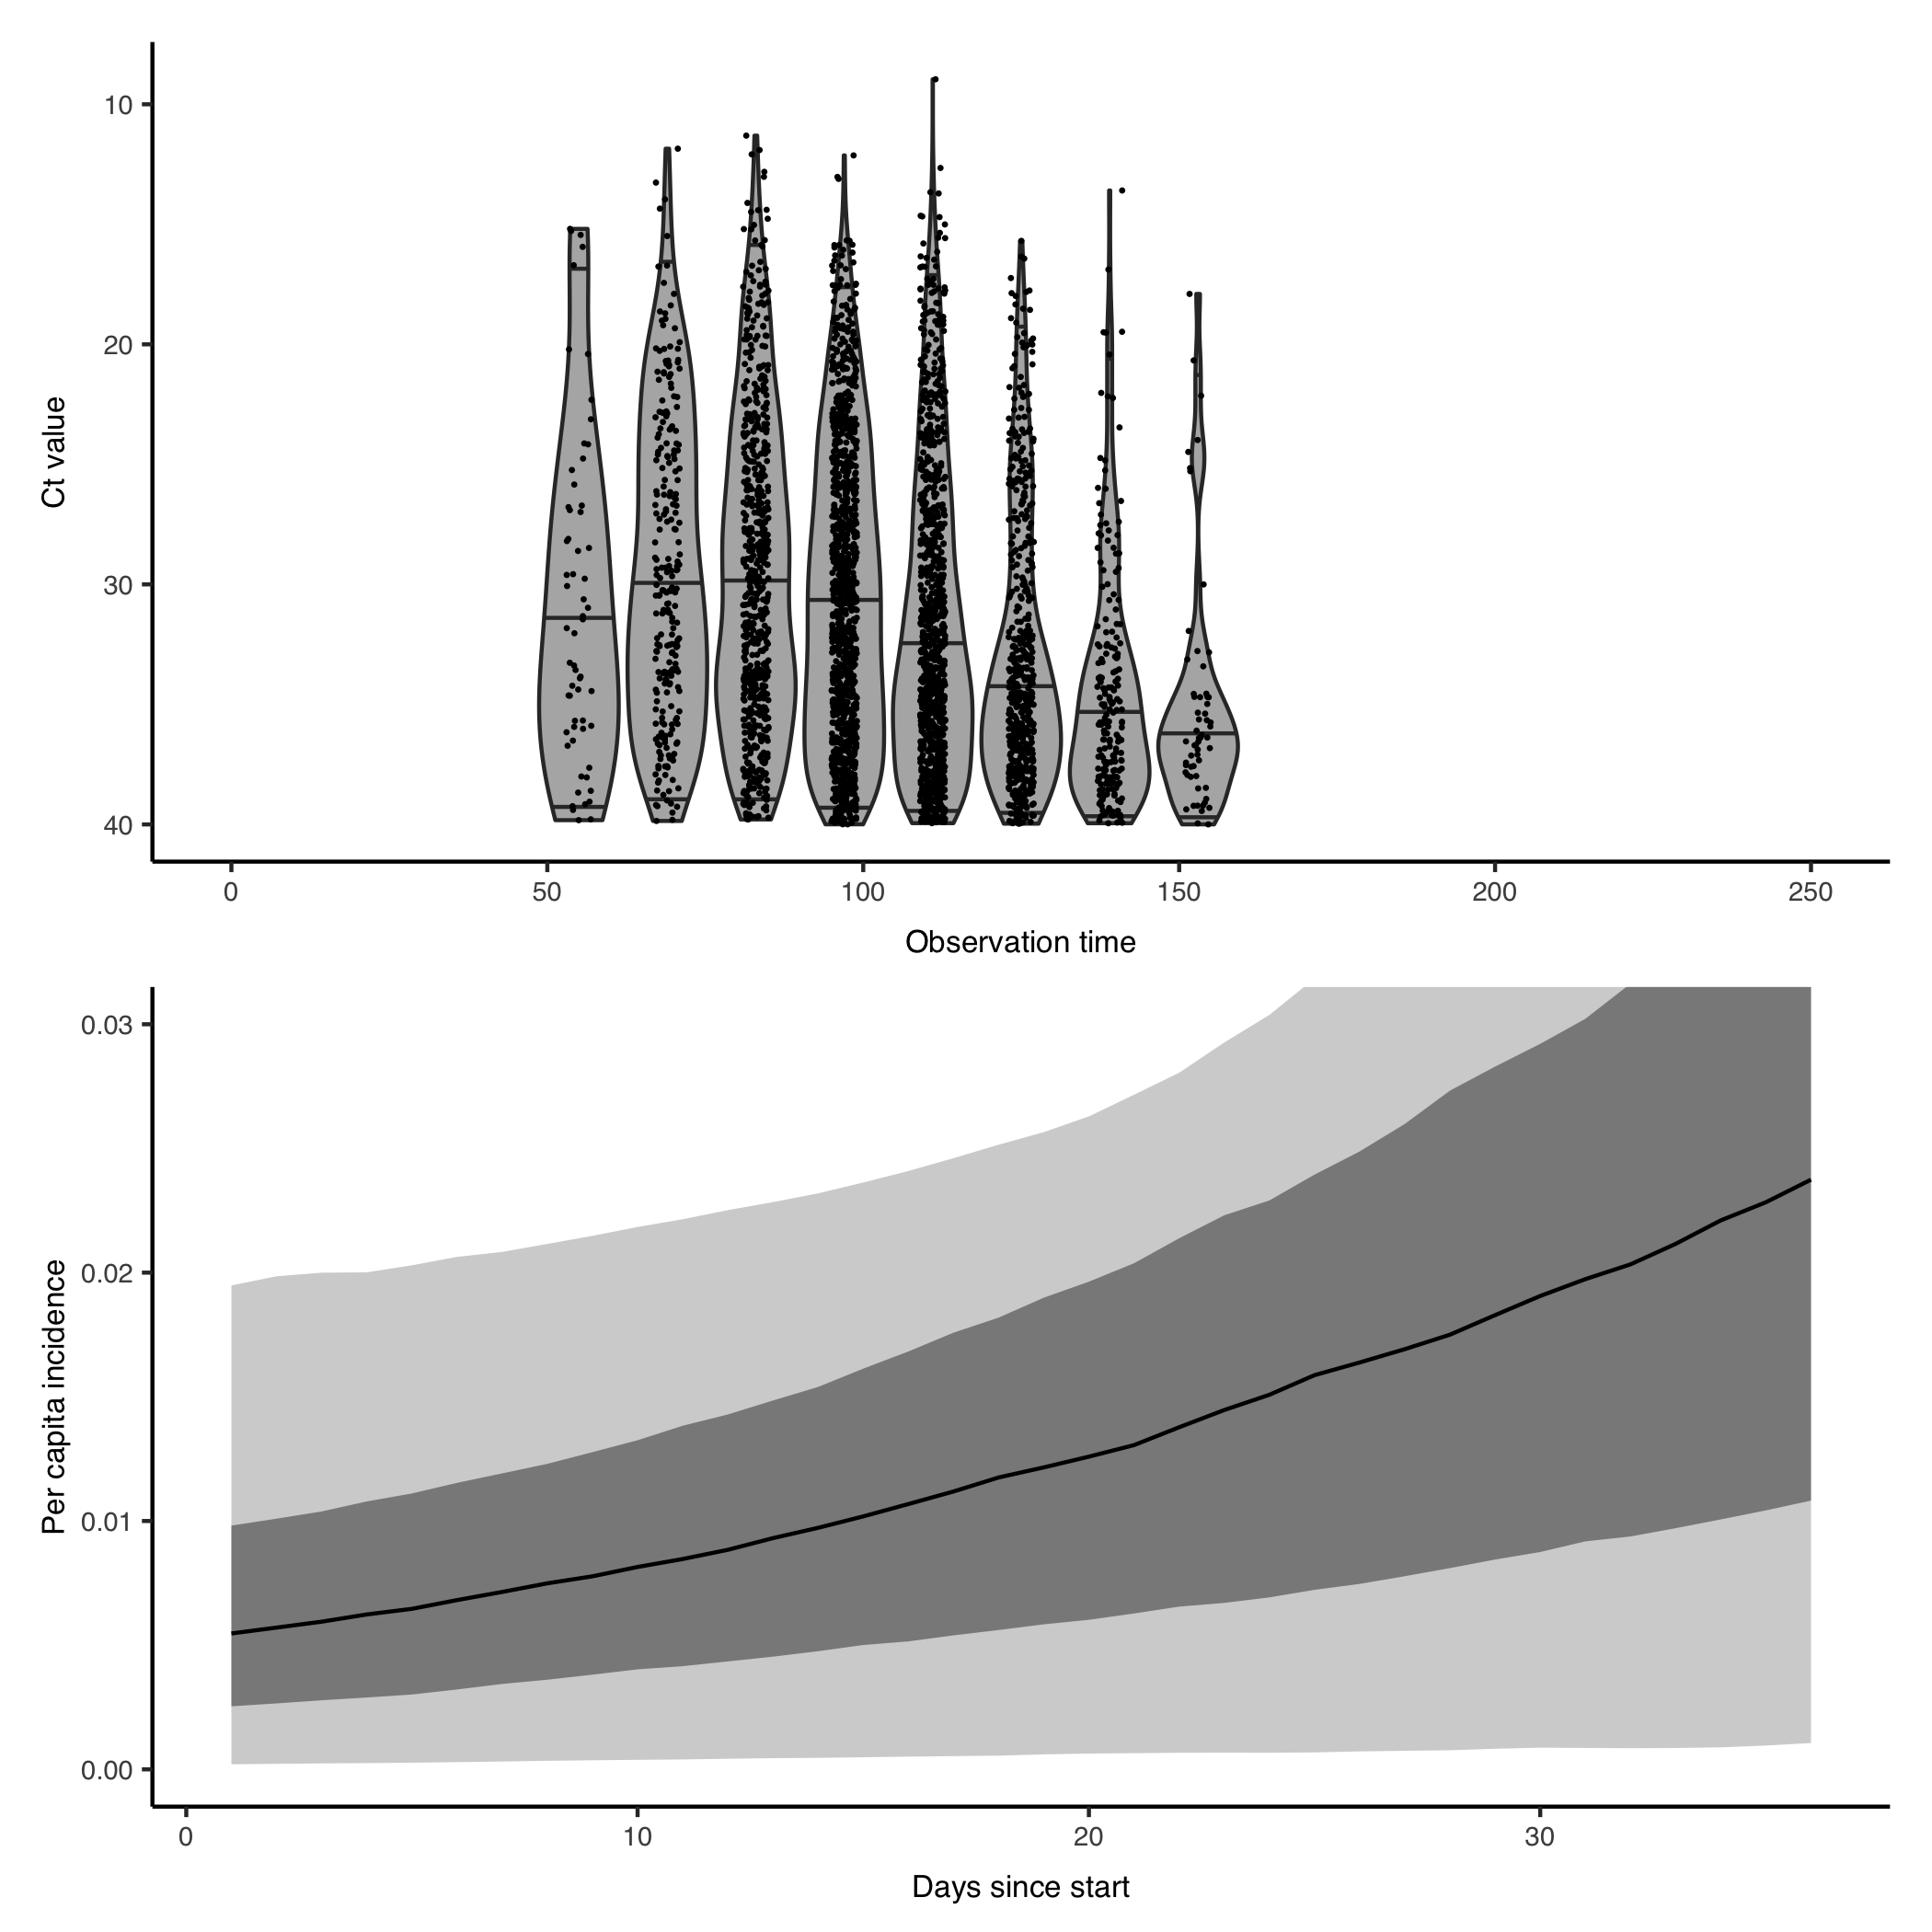 10
20
30
40
Ct value
0 50 100 150 200 250
Observation time
0.03
0.02
0.01
0.00
Per capita incidence
0 10 20 30
Days since start